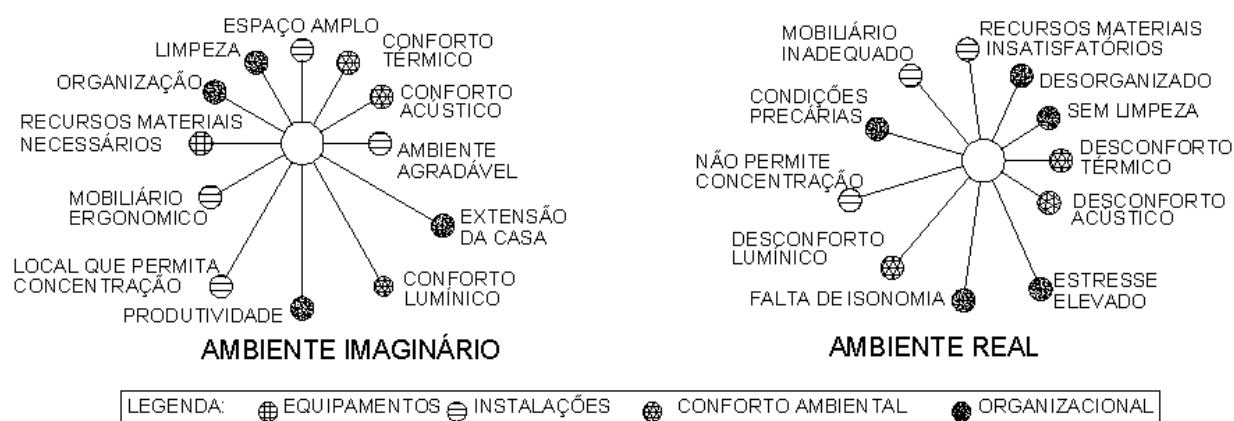 ESPAÇO AMPLO
LIMPEZA
CONFORTO
TÉRMICO
ORGANIZAÇÃO
CONFORTO
ACÚSTICO
RECURSOS MATERIAIS
NECESSÁRIOS
AMBIENTE
AGRADÁVEL
MOBILIÁRIO
ERGONOMICO
EXTENSÃO
DA CASA
LOCAL QUE PERMITA
CONCENTRAÇÃO
CONFORTO
LUMÍNICO
PRODUTIVIDADE
AMBIENTE IMAGINÁRIO
MOBILIÁRIO
INADEQUADO
RECURSOS MATERIAIS
INSATISFATÓRIOS
DESORGANIZADO
CONDIÇÕES
PRECÁRIAS
SEM LIMPEZA
NÃO PERMITE
CONCENTRAÇÃO
DESCONFORTO
TÉRMICO
DESCONFORTO
ACÚSTICO
DESCONFORTO
LUMÍNICO
FALTA DE ISONOMIA
ESTRESSE
ELEVADO
AMBIENTE REAL
LEGENDA: EQUIPAMENTOS INSTALAÇÕES CONFORTO AMBIENTAL ORGANIZACIONAL